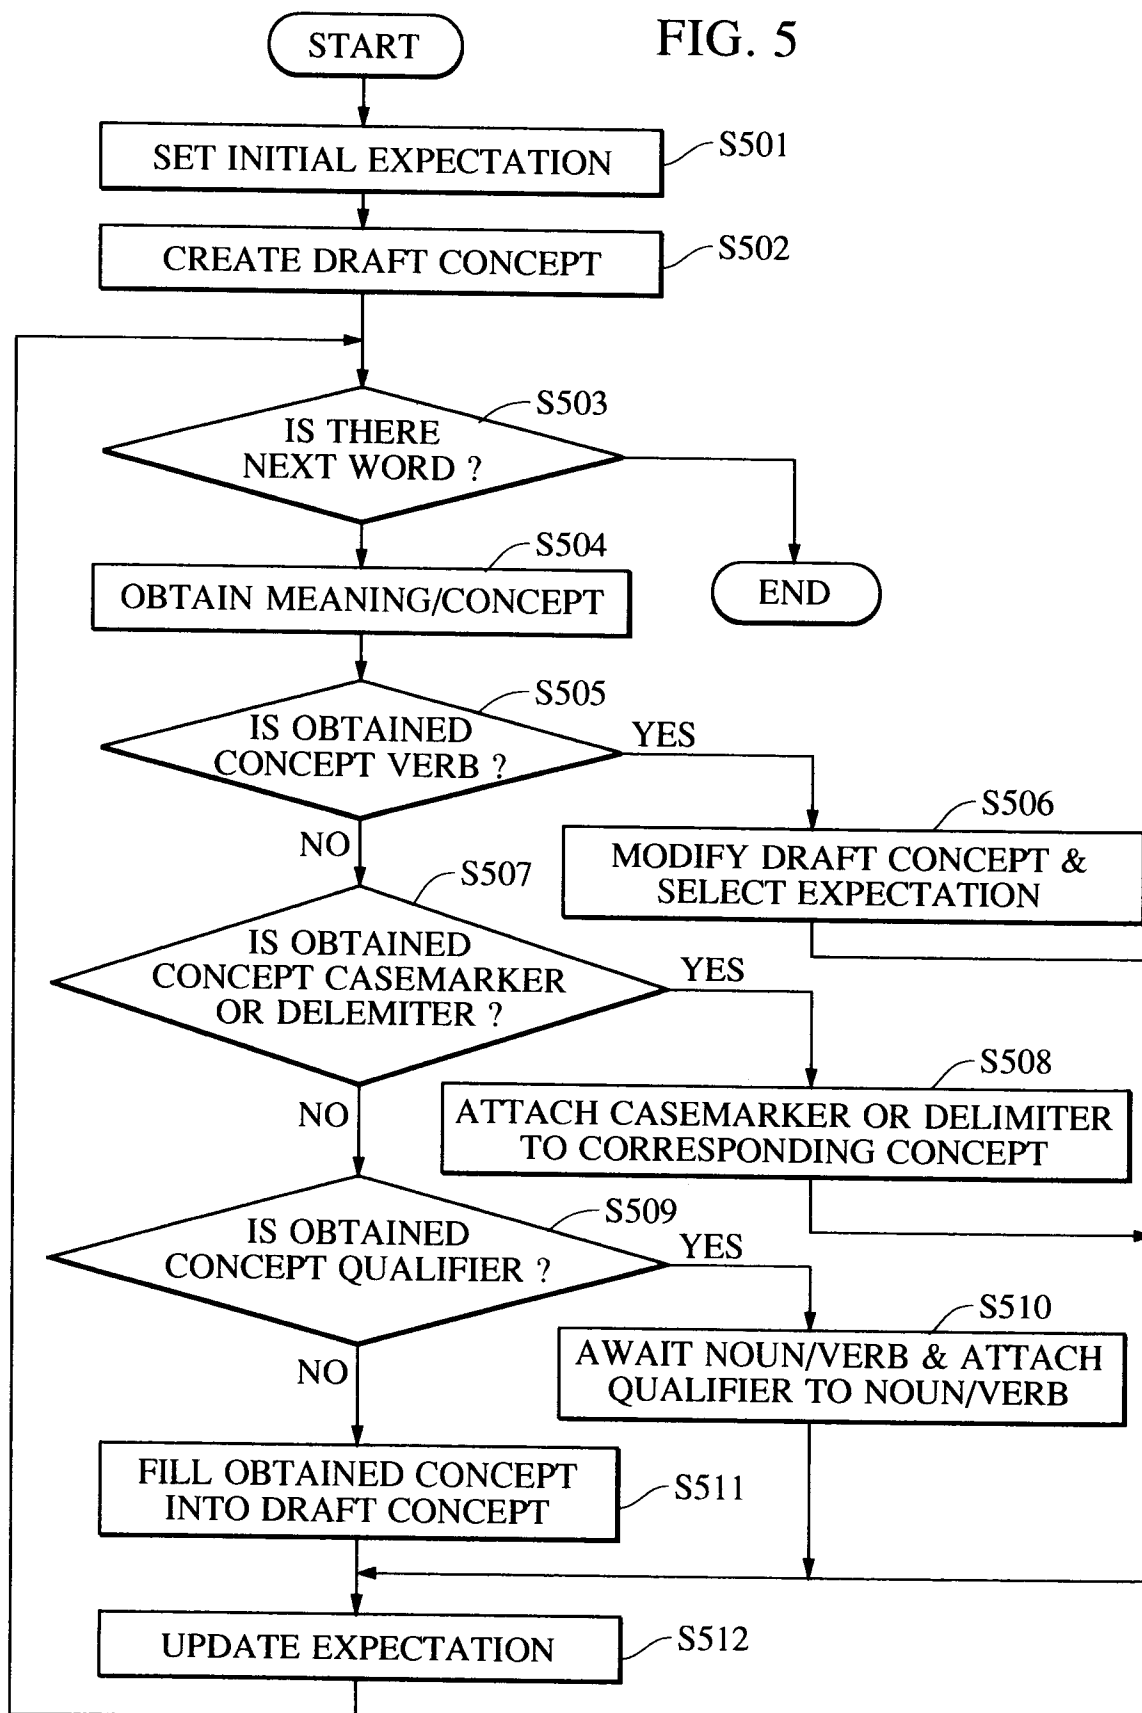 FIG. 5
START
SET INITIAL EXPECTATION
S501
CREATE DRAFT CONCEPT
S502
IS THERE
NEXT WORD ?
S503
OBTAIN MEANING/CONCEPT
S504
END
IS OBTAINED
CONCEPT VERB ?
S505
YES
NO
MODIFY DRAFT CONCEPT &
SELECT EXPECTATION
S506
IS OBTAINED
CONCEPT CASEMARKER
OR DELEMITER ?
S507
YES
NO
ATTACH CASEMARKER OR DELIMITER
TO CORRESPONDING CONCEPT
S508
IS OBTAINED
CONCEPT QUALIFIER ?
S509
YES
NO
AWAIT NOUN/VERB & ATTACH
QUALIFIER TO NOUN/VERB
S510
FILL OBTAINED CONCEPT
INTO DRAFT CONCEPT
S511
UPDATE EXPECTATION
S512